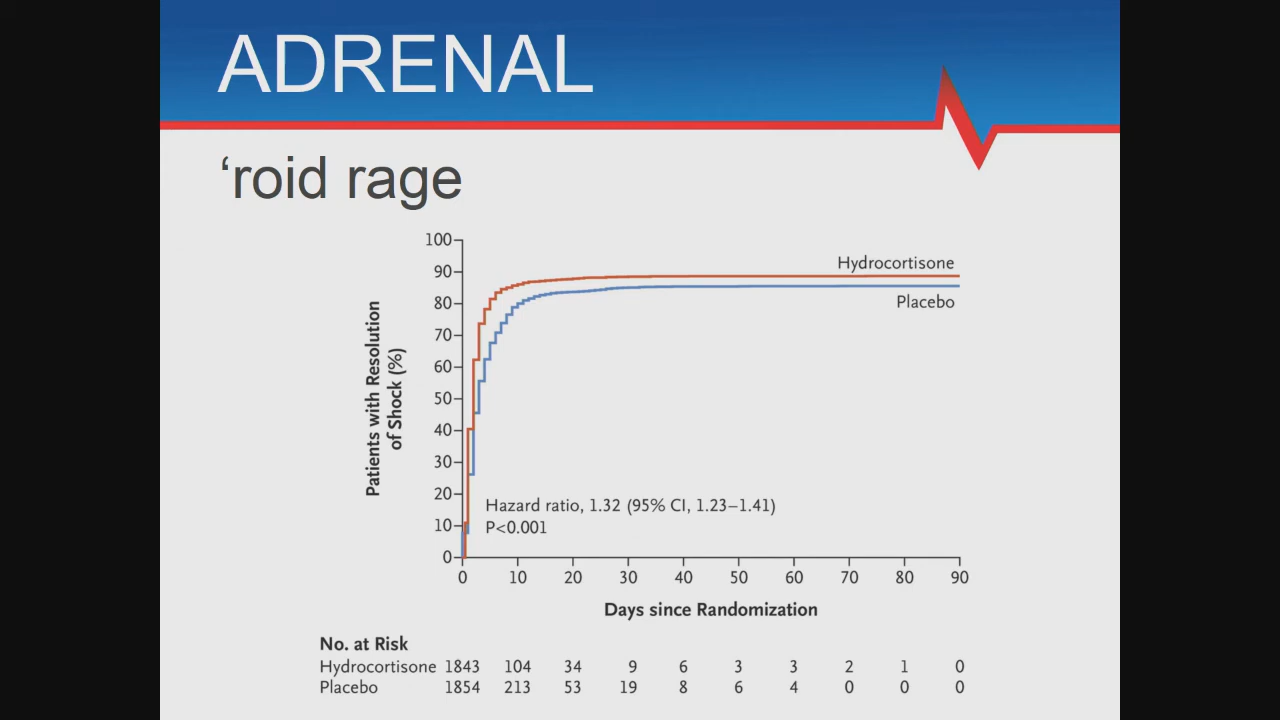 ADRENAL
‘roid rage
100
90
80
70
60
50
40
30
20
10
0
Patients with Resolution
of Shock (%)
Hydrocortisone
Placebo
Hazard ratio, 1.32 (95% CI, 1.23–1.41)
P<0.001
0 10 20 30 40 50 60 70 80 90
Days since Randomization
No. at Risk
Hydrocortisone 1843 104 34 9 6 3 3 2 1 0
Placebo 1854 213 53 19 8 6 4 0 0 0